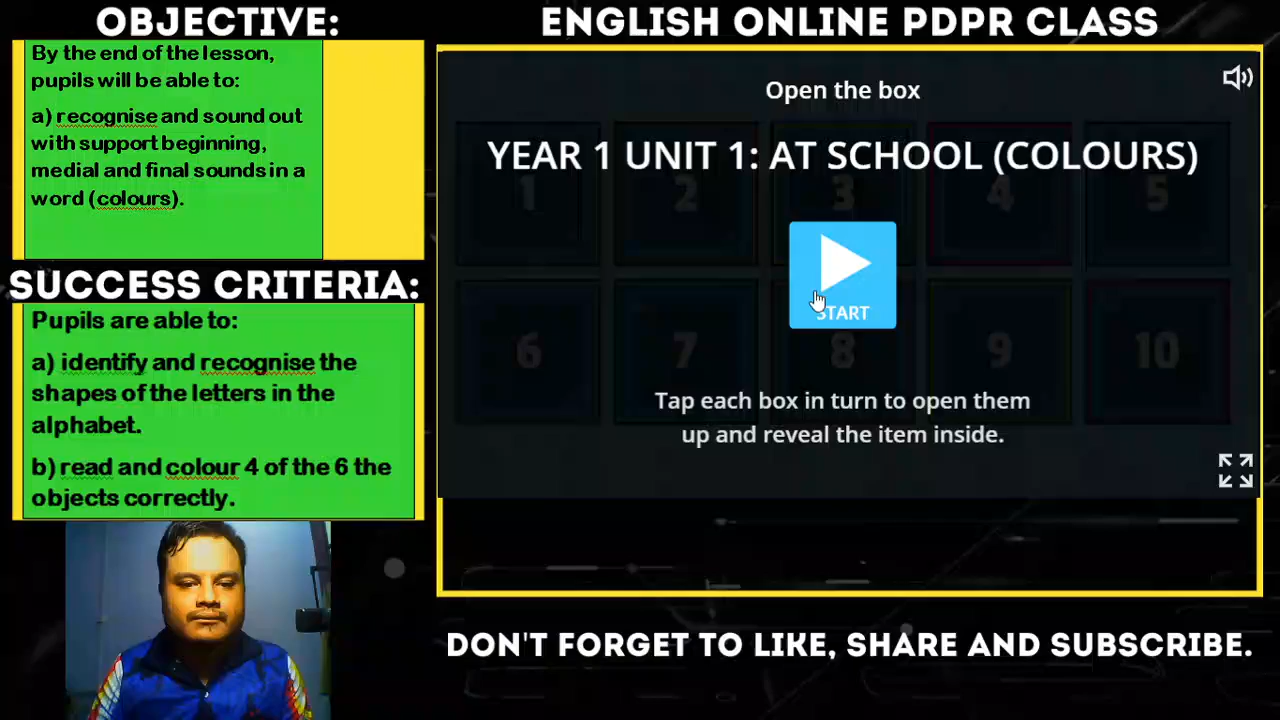 OBJECTIVE:
By the end of the lesson,
pupils will be able to:
a) recognise and sound out
with support beginning,
medial and final sounds in a
word (colours).
SUCCESS CRITERIA:
Pupils are able to:
a) identify and recognise the
shapes of the letters in the
alphabet.
b) read and colour 4 of the 6 the
objects correctly.
ENGLISH ONLINE PDPR CLASS
Open the box
YEAR 1 UNIT 1: AT SCHOOL (COLOURS)
1 2 3 4 5
START
6 7 8 9 10
Tap each box in turn to open them
up and reveal the item inside.
DON'T FORGET TO LIKE, SHARE AND SUBSCRIBE.